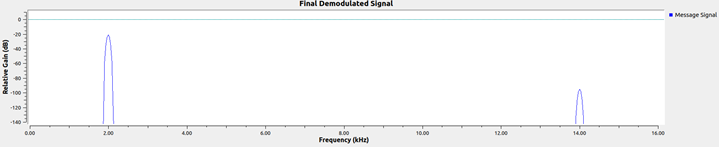 Final Demodulated Signal
Message Signal
Relative Gain (dB)
0
-20
-40
-60
-80
-100
-120
-140
0.00 2.00 4.00 6.00 8.00 10.00 12.00 14.00 16.00
Frequency (kHz)